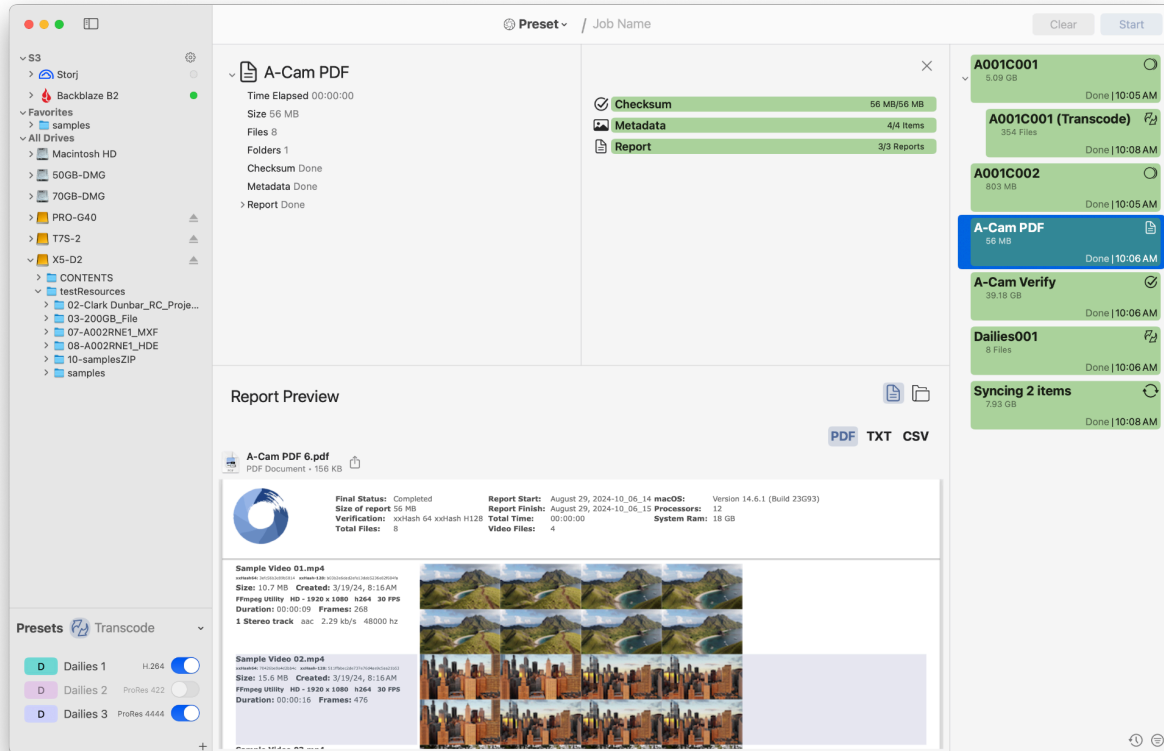 Preset
/ Job Name
Clear
Start
S3
Storj
Backblaze B2
Favorites
samples
All Drives
Macintosh HD
50GB-DMG
70GB-DMG
PRO-G40
T7S-2
X5-D2
CONTENTS
testResources
02-Clark Dunbar_RC_Proje...
03-200GB_File
07-A002RNE1_MXF
08-A002RNE1_HDE
10-samplesZIP
samples
Presets Transcode
D Dailies 1 H.264
D Dailies 2 ProRes 422
D Dailies 3 ProRes 4444
A-Cam PDF
Time Elapsed 00:00:00
Size 56 MB
Files 8
Folders 1
Checksum Done
Metadata Done
Report Done
Checksum 56 MB/56 MB
Metadata 4/4 Items
Report 3/3 Reports
Report Preview
PDF TXT CSV
A-Cam PDF 6.pdf
PDF Document • 156 KB
Final Status: Completed Report Start: August 29, 2024-10_06_14 macOS: Version 14.6.1 (Build 23G93)
Size of report 56 MB Report Finish: August 29, 2024-10_06_15 Processors: 12
Verification: xxHash 64 xxHash H128 Total Time: 00:00:00 System Ram: 18 GB
Total Files: 8 Video Files: 4
Sample Video 01.mp4
Size: 10.7 MB Created: 3/19/24, 8:16AM
FFmpeg Utility HD - 1920 x 1080 h264 30 FPS
Duration: 00:00:09 Frames: 268
1 Stereo track aac 2.29 kb/s 48000 hz
Sample Video 02.mp4
Size: 15.6 MB Created: 3/19/24, 8:16AM
FFmpeg Utility HD - 1920 x 1080 h264 30 FPS
Duration: 00:00:16 Frames: 476
A001C001
5.09 GB
Done | 10:05 AM
A001C001 (Transcode)
354 Files
Done | 10:08 AM
A001C002
803 MB
Done | 10:05 AM
A-Cam PDF
56 MB
Done | 10:06 AM
A-Cam Verify
39.18 GB
Done | 10:06 AM
Dailies001
8 Files
Done | 10:06 AM
Syncing 2 items
7.93 GB
Done | 10:08 AM